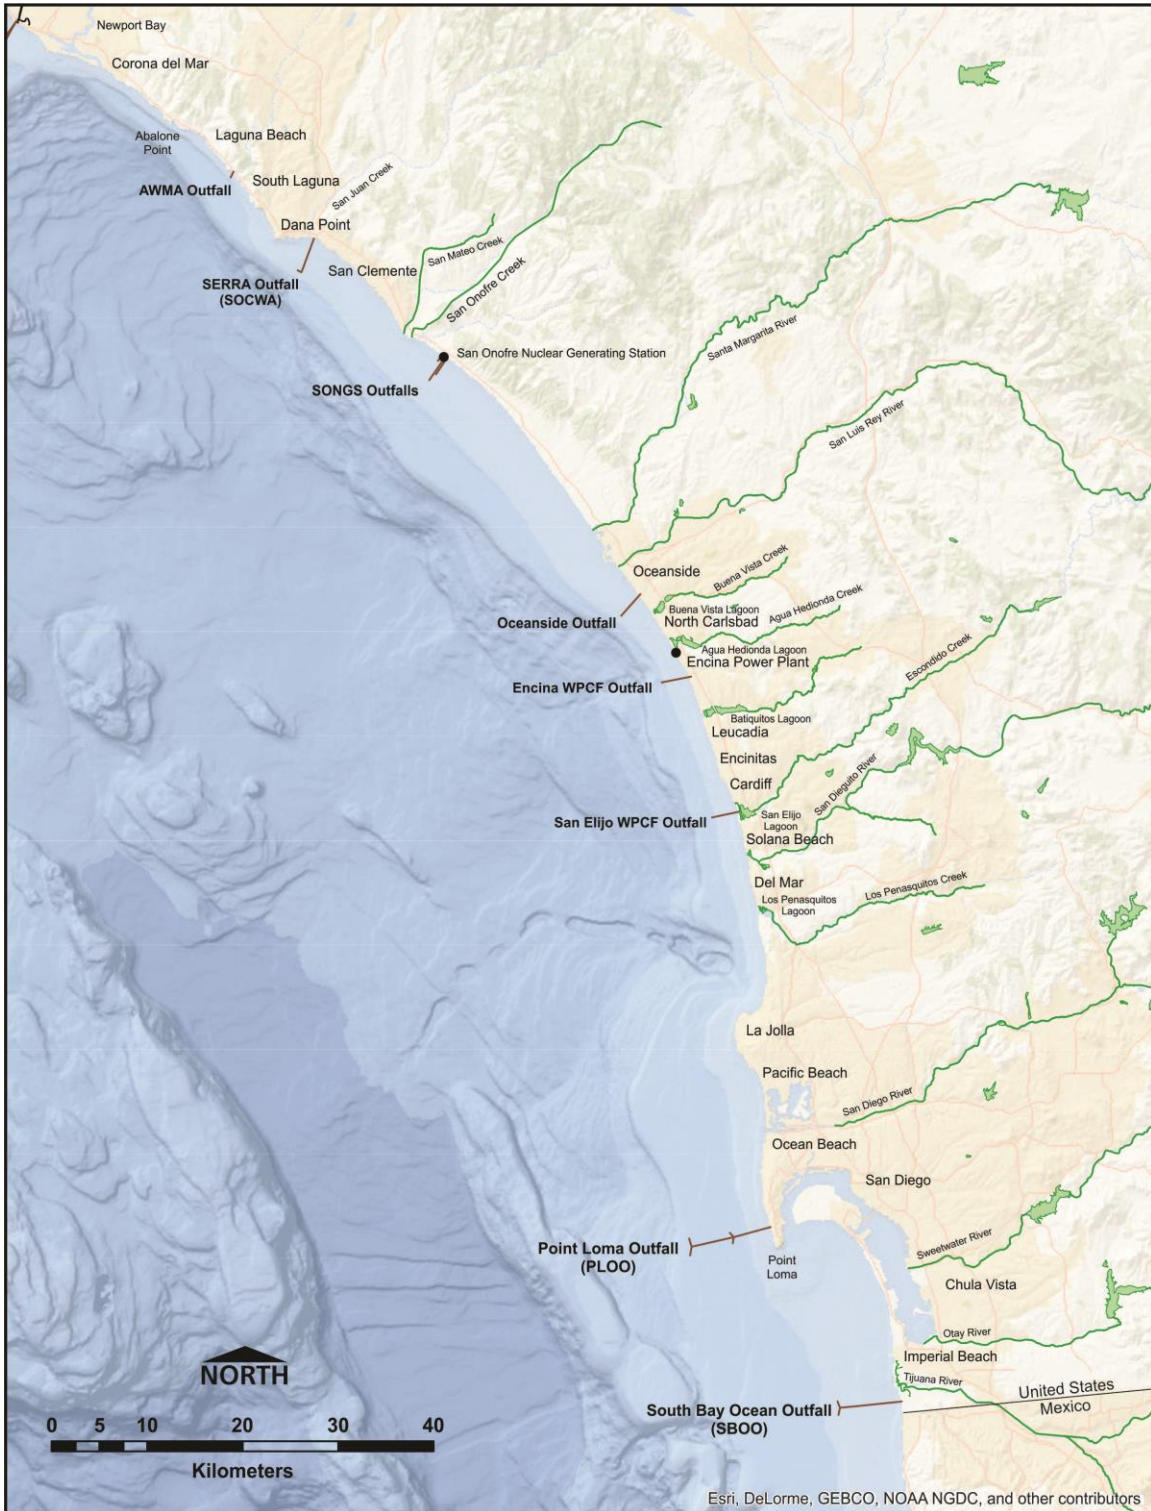 Newport Bay
Corona del Mar
Abalone
Point
Laguna Beach
AWMA Outfall
South Laguna
San Juan Creek
Dana Point
SERRA Outfall
(SOCWA)
San Clemente
San Mateo Creek
San Onofre Creek
San Onofre Nuclear Generating Station
SONGS Outfalls
Santa Margarita River
San Luis Rey River
Oceanside
Buena Vista Creek
Oceanside Outfall
Buena Vista Lagoon
North Carlsbad
Agua Hedionda Creek
Agua Hedionda Lagoon
Encina Power Plant
Encina WPCF Outfall
Escondido Creek
Batiquitos Lagoon
Leucadia
Encinitas
Cardiff
San Dieguito River
San Elijo WPCF Outfall
San Elijo
Lagoon
Solana Beach
Del Mar
Los Penasquitos Creek
Los Penasquitos
Lagoon
La Jolla
Pacific Beach
San Diego River
Ocean Beach
San Diego
Point Loma Outfall
(PLOO)
Point
Loma
Sweetwater River
Chula Vista
Otay River
Imperial Beach
Tijuana River
United States
Mexico
South Bay Ocean Outfall
(SBOO)
NORTH
0 5 10 20 30 40
Kilometers
Esri, DeLorme, GEBCO, NOAA NGDC, and other contributors